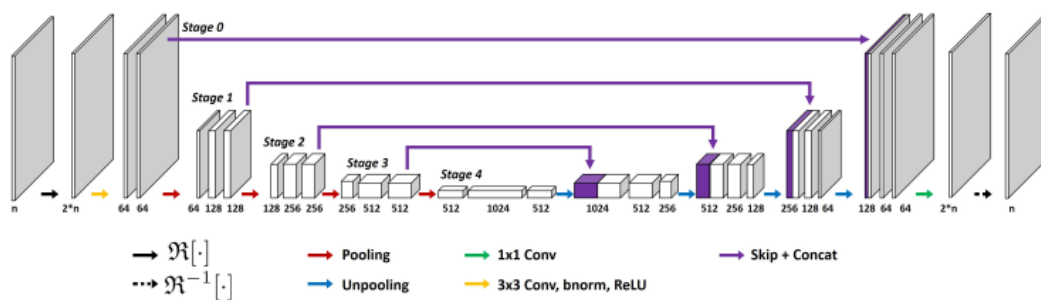 Stage 0
Stage 1
Stage 2
Stage 3
Stage 4
n 2*n 64 64 64 128 128 128 256 256 256 512 512 512 1024 512 1024 512 256 512 256 128 256 128 64 128 64 64 2*n n
ℜ[·] Pooling 1x1 Conv Skip + Concat
ℜ⁻¹[·] Unpooling 3x3 Conv, bnorm, ReLU